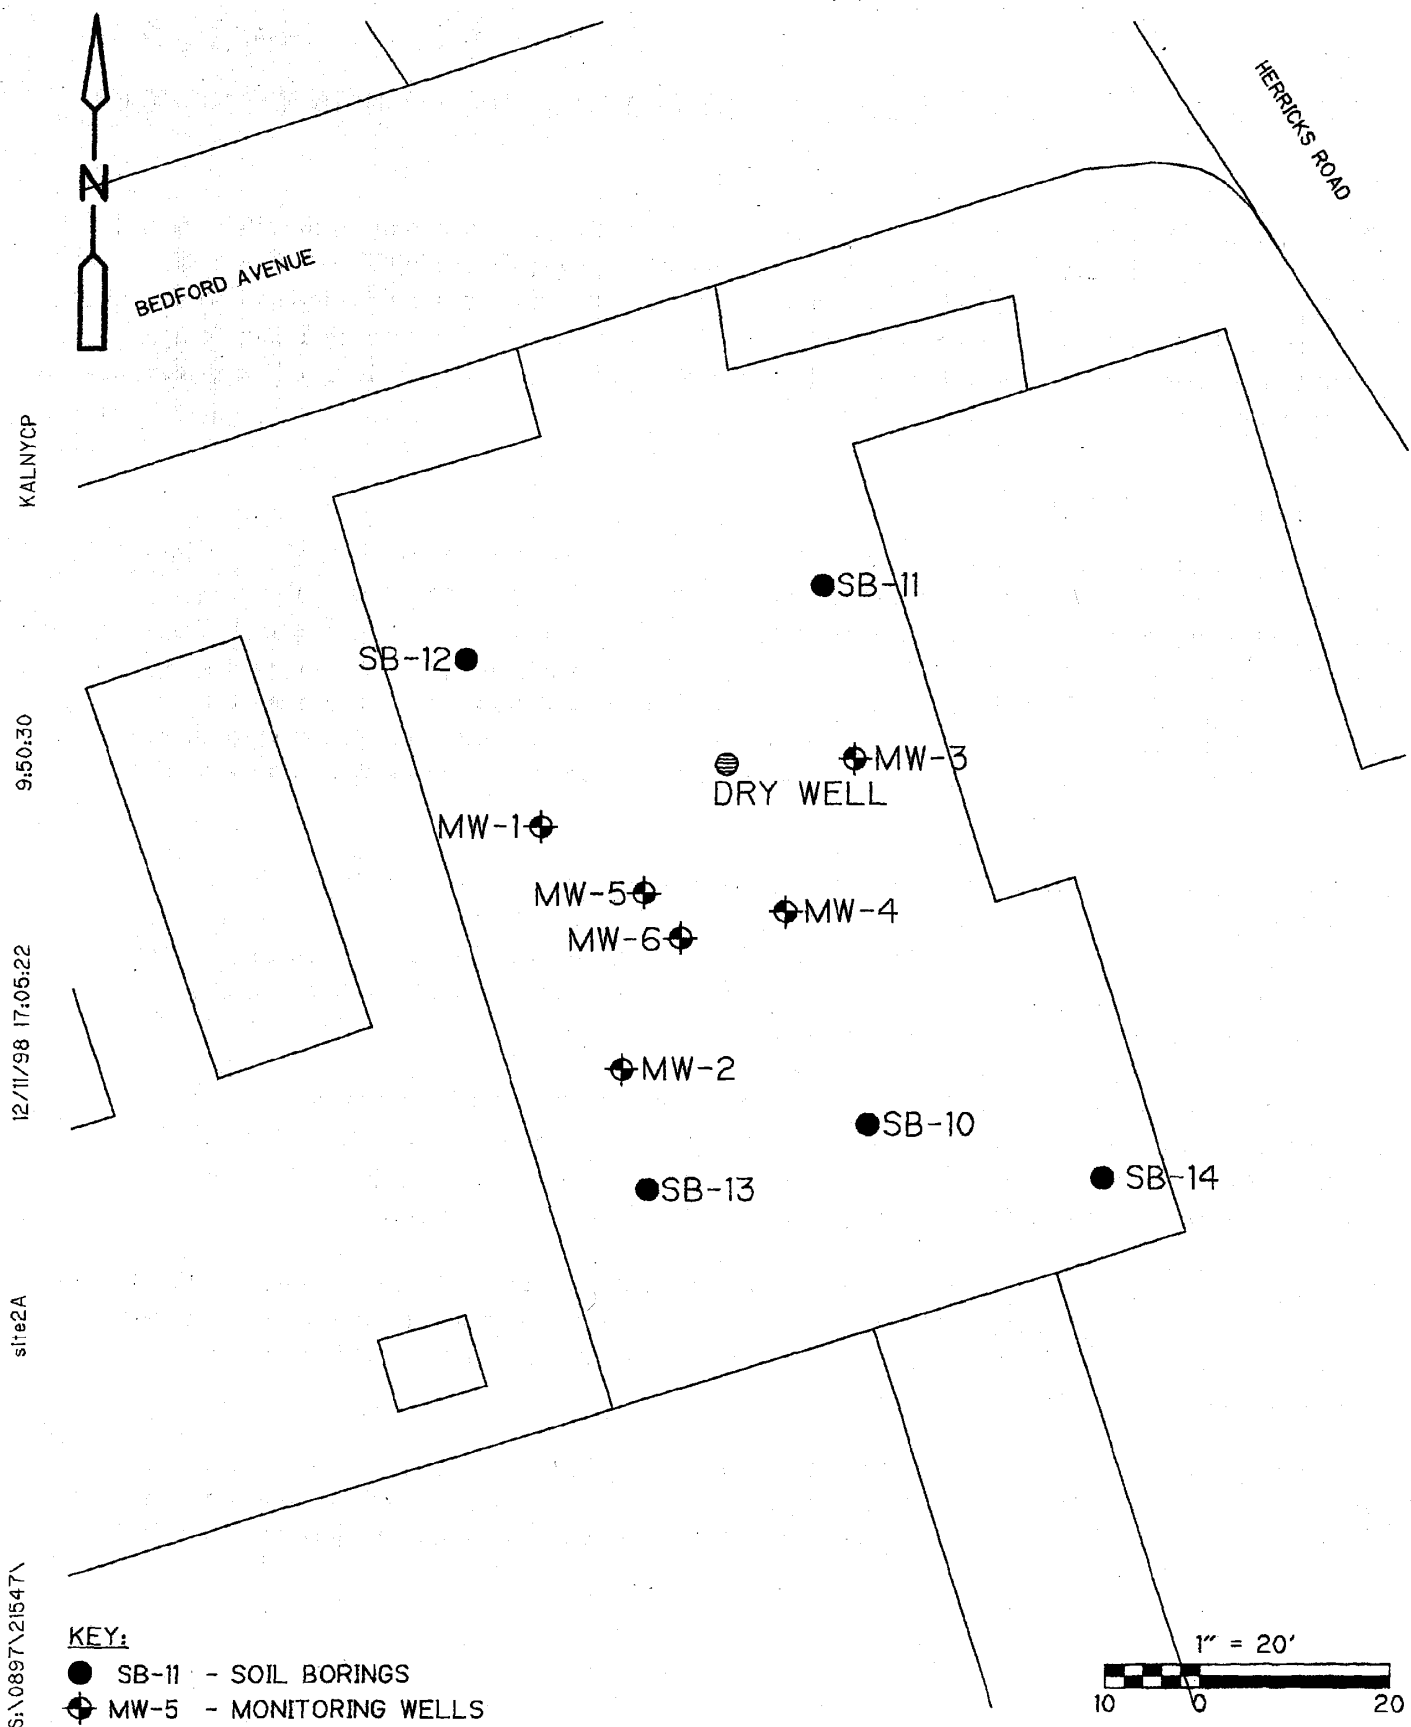 HERRICKS ROAD
N
BEDFORD AVENUE
KALNYCP
SB-11
SB-12
9:50:30
MW-3
DRY WELL
MW-1
MW-5
MW-4
MW-6
12/11/98 17:05:22
MW-2
SB-10
SB-14
SB-13
site2A
S:\0897\21547\
KEY:
SB-11 - SOIL BORINGS
MW-5 - MONITORING WELLS
1" = 20'
10 0 20